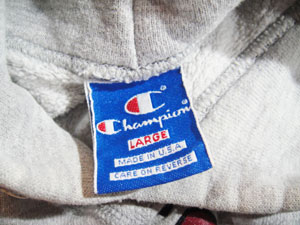 Champion
LARGE
MADE IN U.S.A.
CARE ON REVERSE